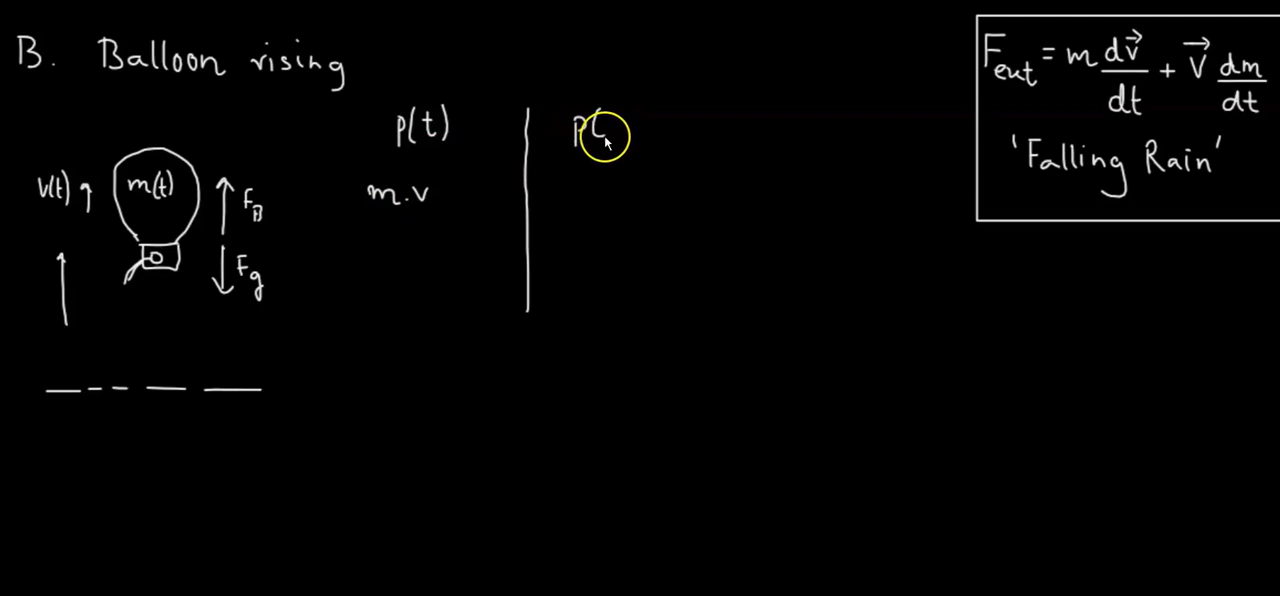 B. Balloon rising
p(t)
p(
V(t)
m(t)
F_B
m.v
F_g
F_ext = m dv⃗/dt + V⃗ dm/dt
'Falling Rain'